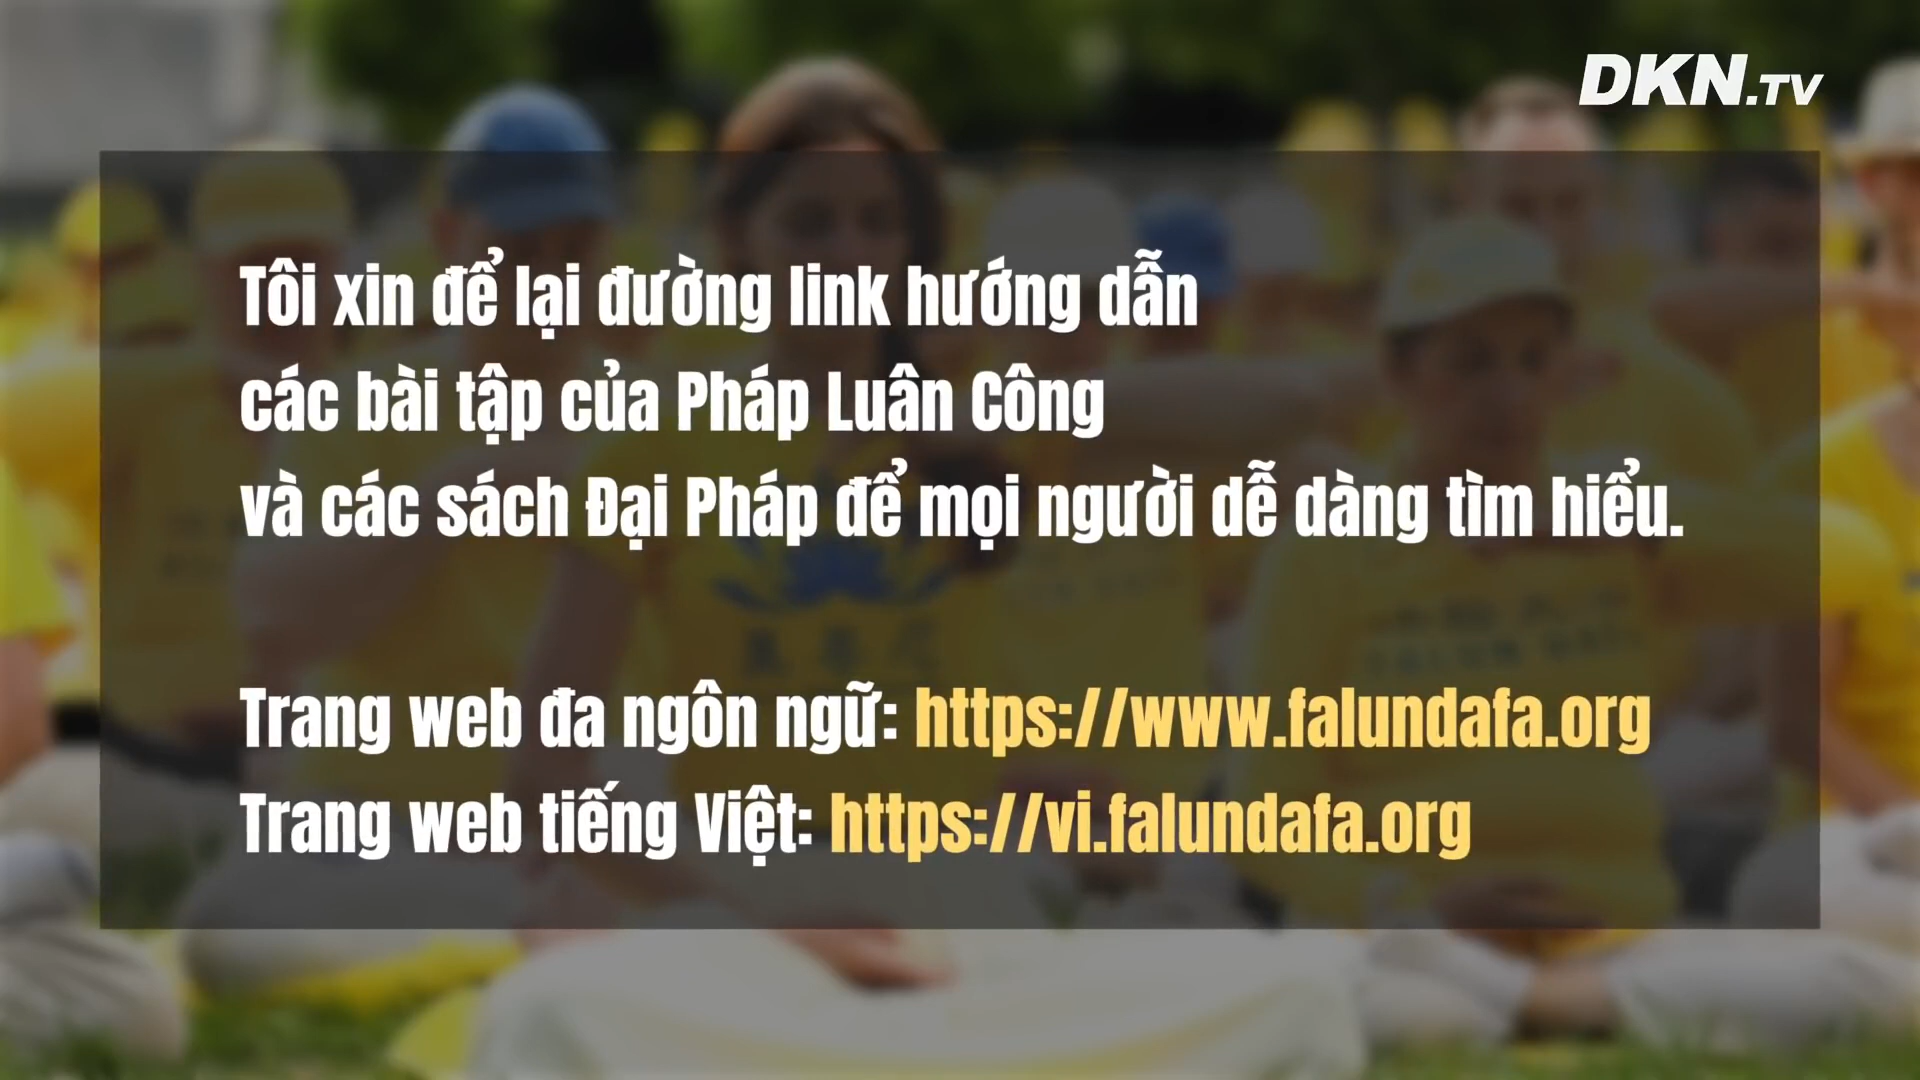 DKN.TV
Tôi xin để lại đường link hướng dẫn
các bài tập của Pháp Luân Công
và các sách Đại Pháp để mọi người dễ dàng tìm hiểu.
Trang web đa ngôn ngữ: https://www.falundafa.org
Trang web tiếng Việt: https://vi.falundafa.org